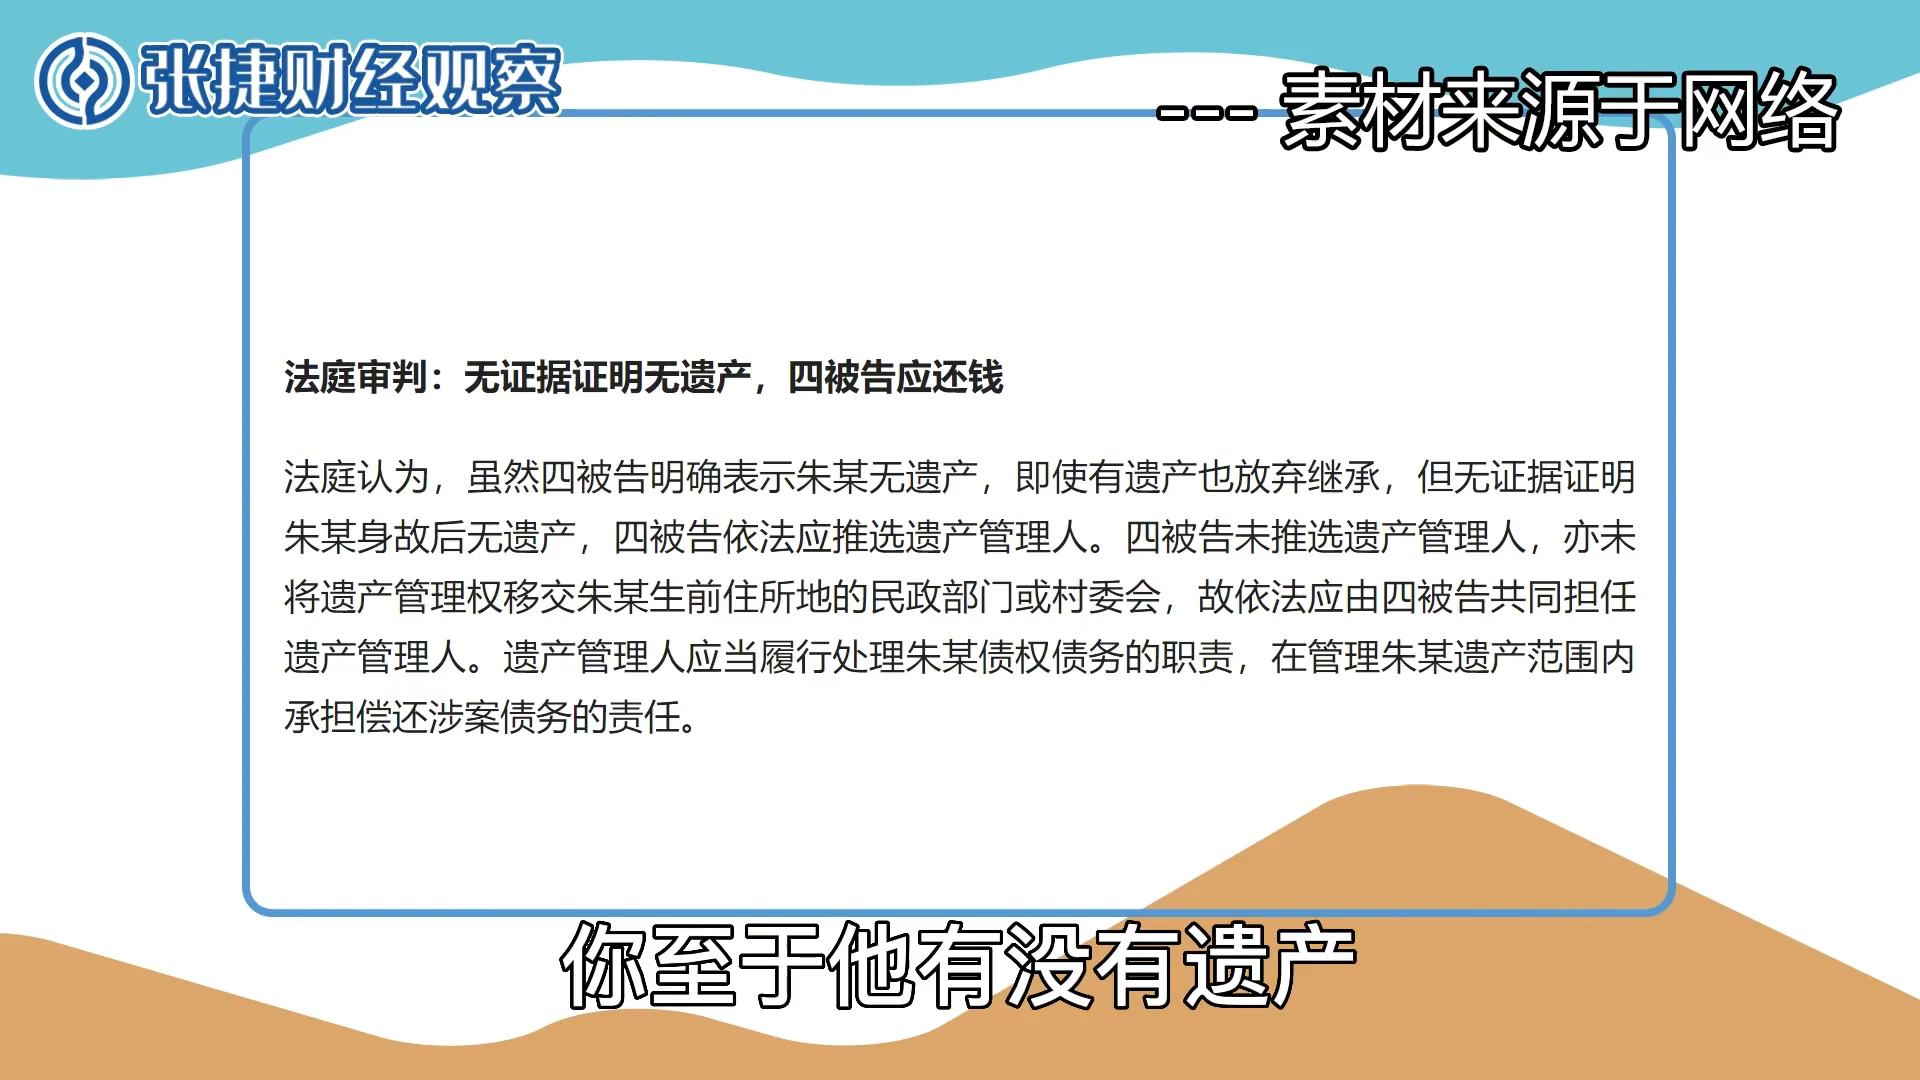 张捷财经观察
--- 素材来源于网络
法庭审判：无证据证明无遗产，四被告应还钱
法庭认为，虽然四被告明确表示朱某无遗产，即使有遗产也放弃继承，但无证据证明
朱某身故后无遗产，四被告依法应推选遗产管理人。四被告未推选遗产管理人，亦未
将遗产管理权移交朱某生前住所地的民政部门或村委会，故依法应由四被告共同担任
遗产管理人。遗产管理人应当履行处理朱某债权债务的职责，在管理朱某遗产范围内
承担偿还涉案债务的责任。
你至于他有没有遗产